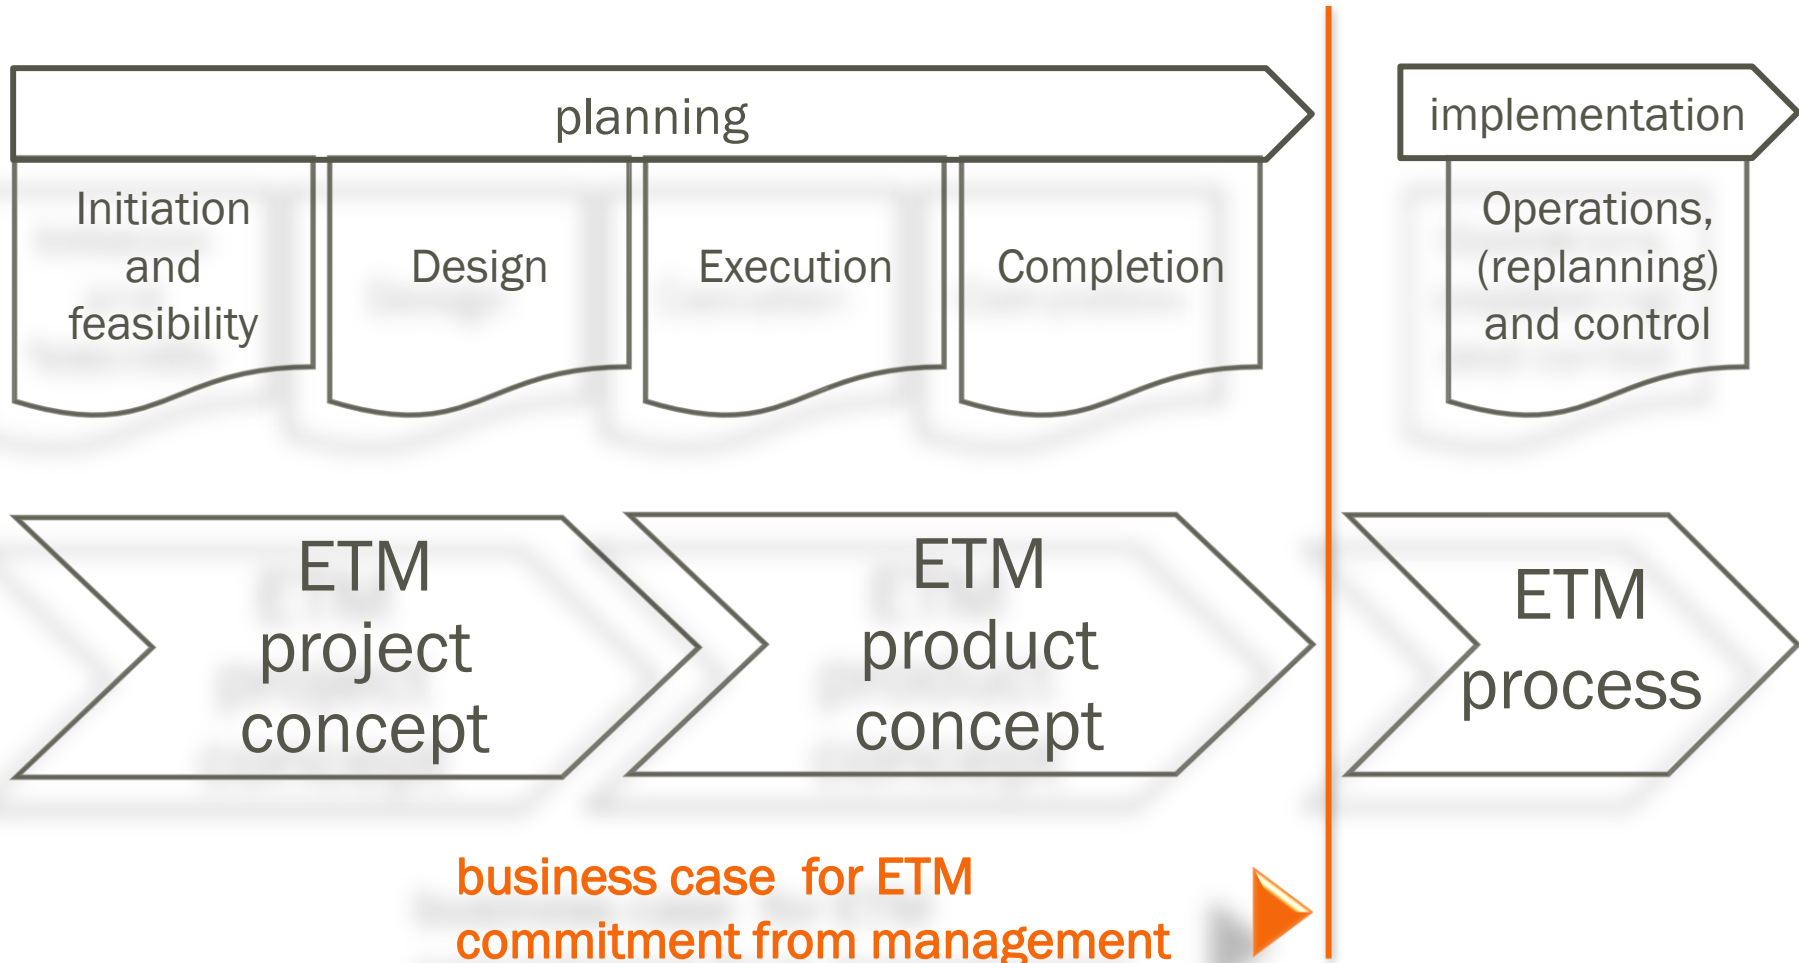 planning
implementation
Initiation
and
feasibility
Design
Execution
Completion
Operations,
(replanning)
and control
ETM
project
concept
ETM
product
concept
ETM
process
business case for ETM
commitment from management